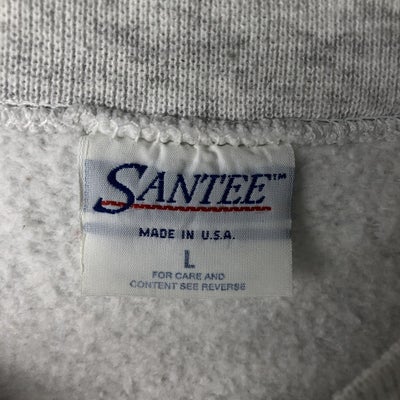 SANTEE™
MADE IN U.S.A.
L
FOR CARE AND
CONTENT SEE REVERSE